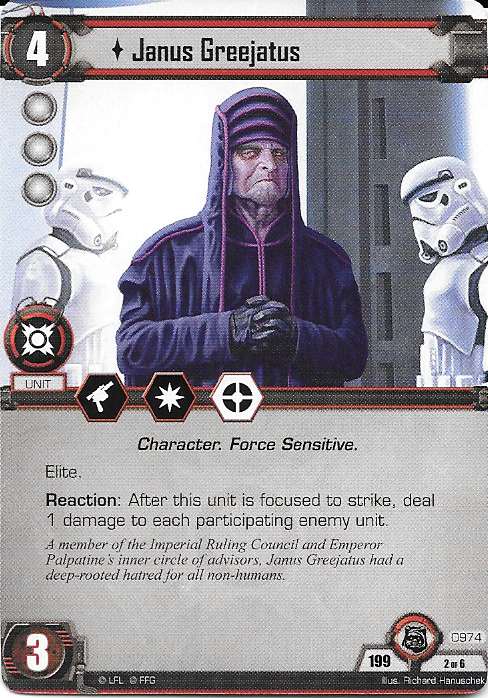 4
Janus Greejatus
UNIT
Character. Force Sensitive.
Elite.
Reaction: After this unit is focused to strike, deal
1 damage to each participating enemy unit.
A member of the Imperial Ruling Council and Emperor
Palpatine's inner circle of advisors, Janus Greejatus had a
deep-rooted hatred for all non-humans.
3
0974
199
2 OF 6
© LFL © FFG
Illus. Richard Hanuschek